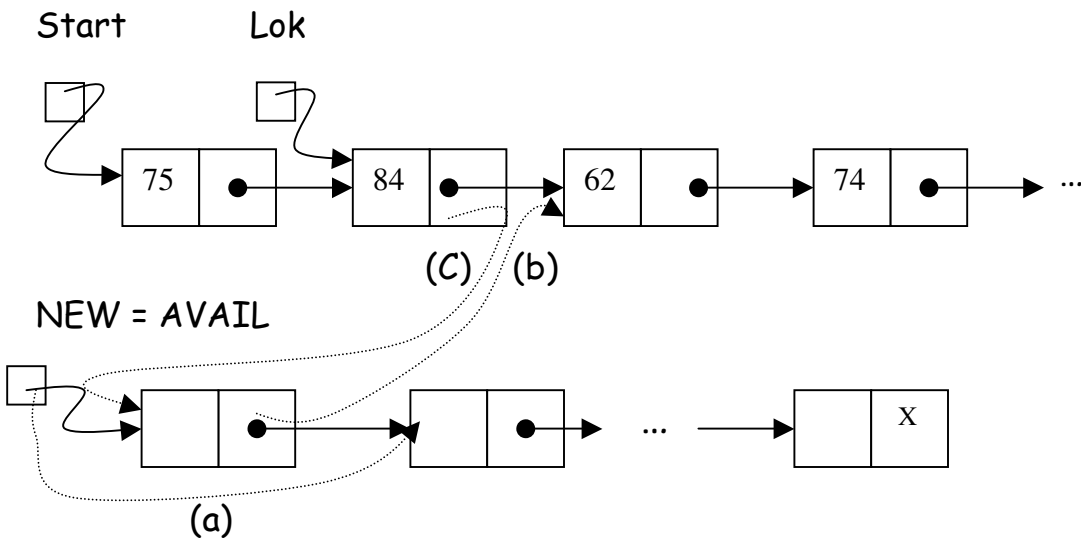 Start Lok
75 84 62 74 ...
(C) (b)
NEW = AVAIL
... X
(a)